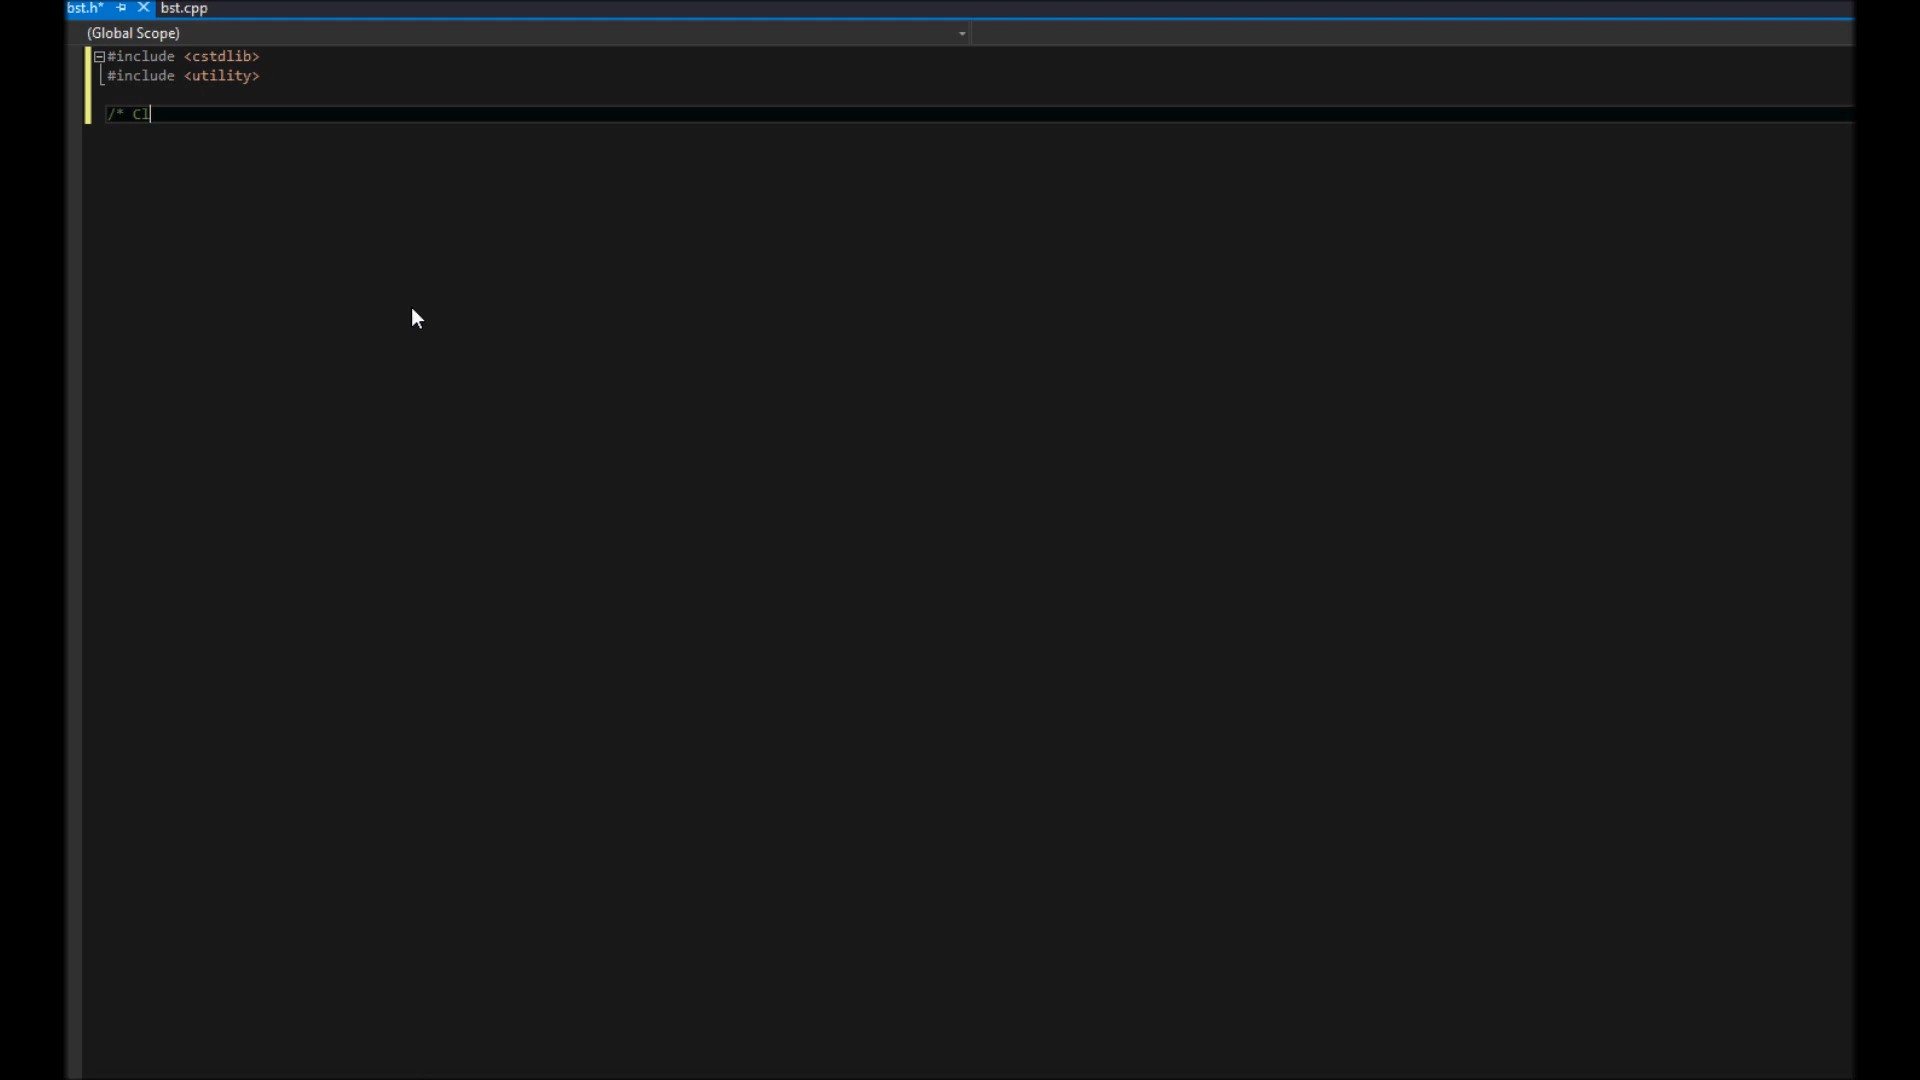 bst.h* bst.cpp
(Global Scope)
#include <cstdlib>
#include <utility>
/* Cl